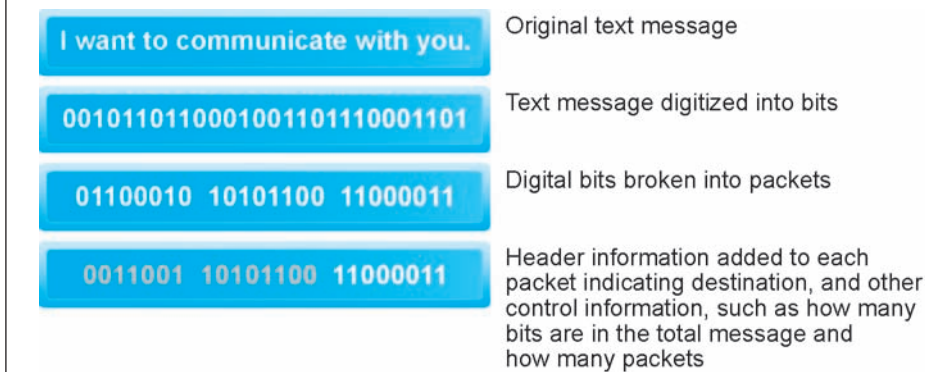 I want to communicate with you.
Original text message
001011011000100110111​0001101
Text message digitized into bits
01100010 10101100 11000011
Digital bits broken into packets
0011001 10101100 11000011
Header information added to each
packet indicating destination, and other
control information, such as how many
bits are in the total message and
how many packets